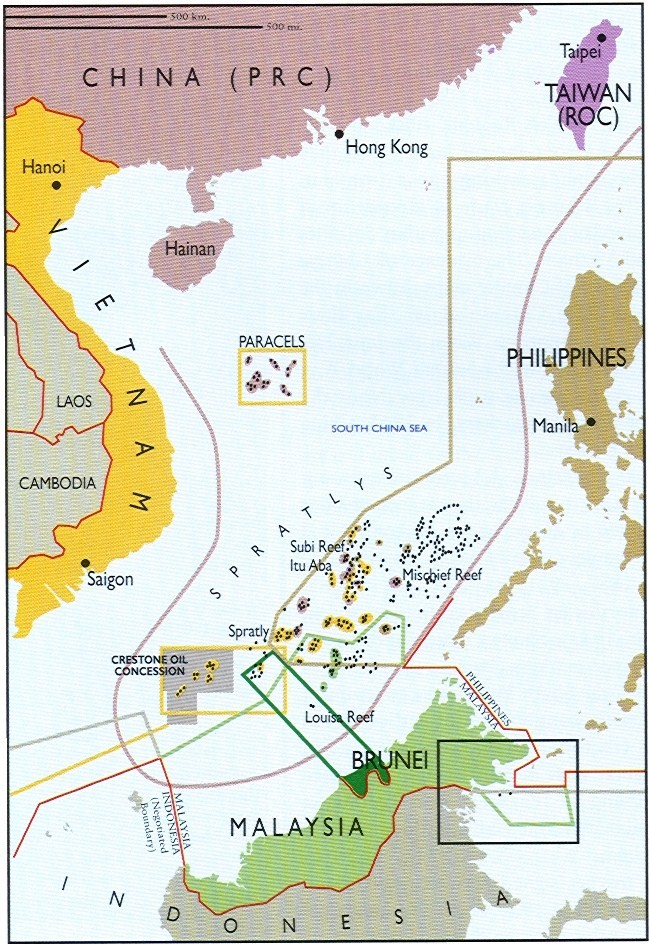 500 km.
500 mi.
CHINA (PRC)
Taipei
TAIWAN
(ROC)
Hong Kong
Hanoi
VIETNAM
Hainan
PARACELS
PHILIPPINES
LAOS
SOUTH CHINA SEA
Manila
CAMBODIA
SPRATLYS
Subi Reef
Itu Aba
Mischief Reef
Saigon
Spratly
CRESTONE OIL
CONCESSION
PHILIPPINES
MALAYSIA
Louisa Reef
BRUNEI
MALAYSIA
INDONESIA
(Negotiated
Boundary)
MALAYSIA
INDONESIA